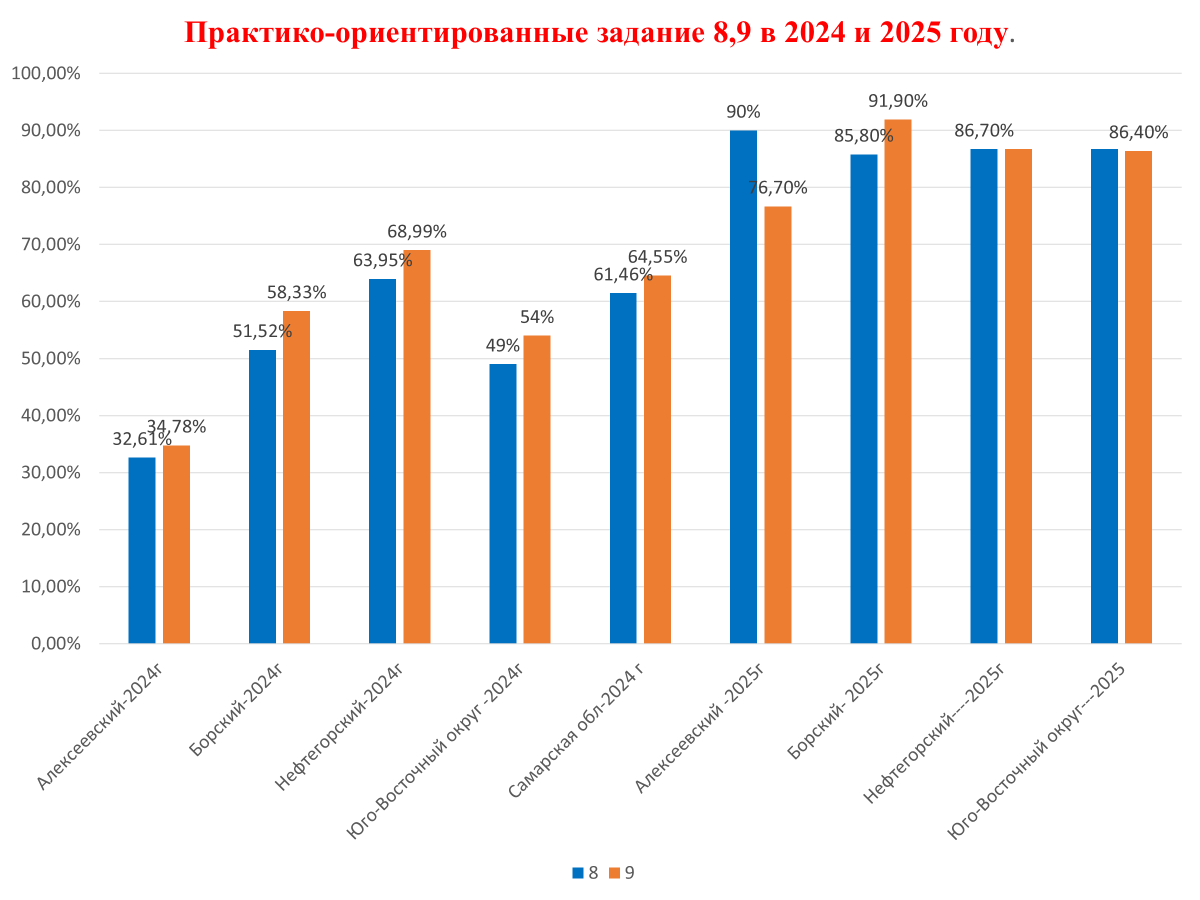 Практико-ориентированные задание 8,9 в 2024 и 2025 году.
100,00%
90,00%
80,00%
70,00%
60,00%
50,00%
40,00%
30,00%
20,00%
10,00%
0,00%
32,61%
34,78%
51,52%
58,33%
63,95%
68,99%
49%
54%
61,46%
64,55%
90%
76,70%
85,80%
91,90%
86,70%
86,40%
Алексеевский-2024г
Борский-2024г
Нефтегорский-2024г
Юго-Восточный округ -2024г
Самарская обл-2024 г
Алексеевский -2025г
Борский- 2025г
Нефтегорский----2025г
Юго-Восточный округ---2025
8 9